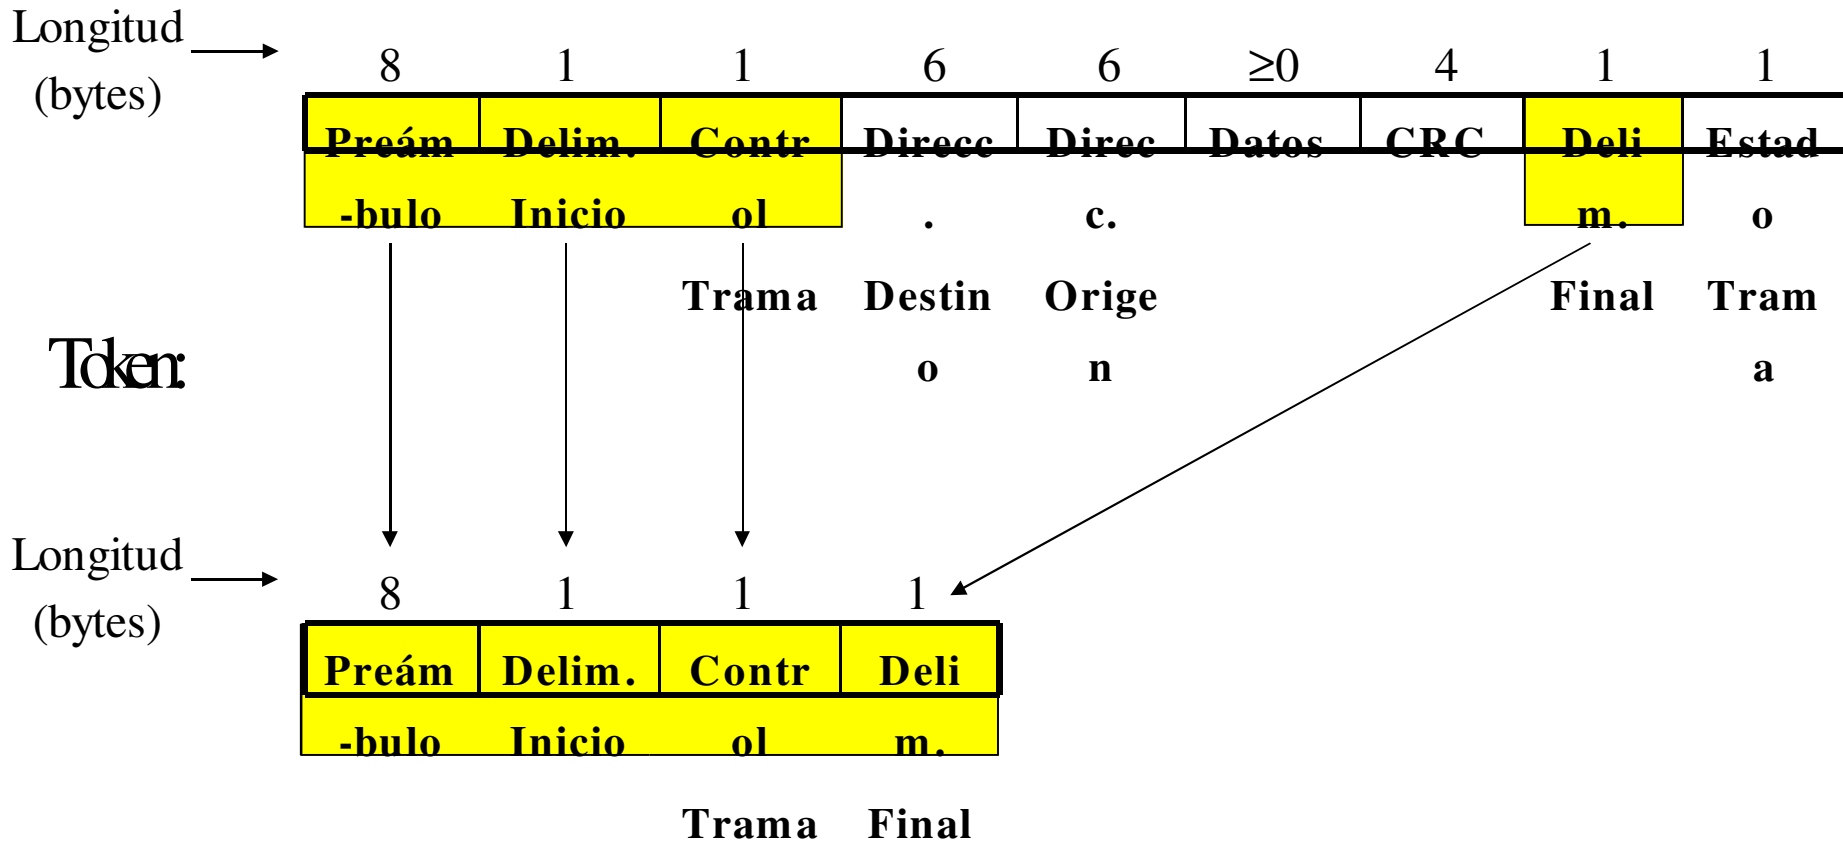 Longitud
(bytes)
8 1 1 6 6 ≥0 4 1 1
Preám Delim. Contr Direcc Direc Datos CRC Deli Estad
-bulo Inicio ol . c. m. o
Trama Destin Orige Final Tram
o n a
Token:
Longitud
(bytes)
8 1 1 1
Preám Delim. Contr Deli
-bulo Inicio ol m.
Trama Final